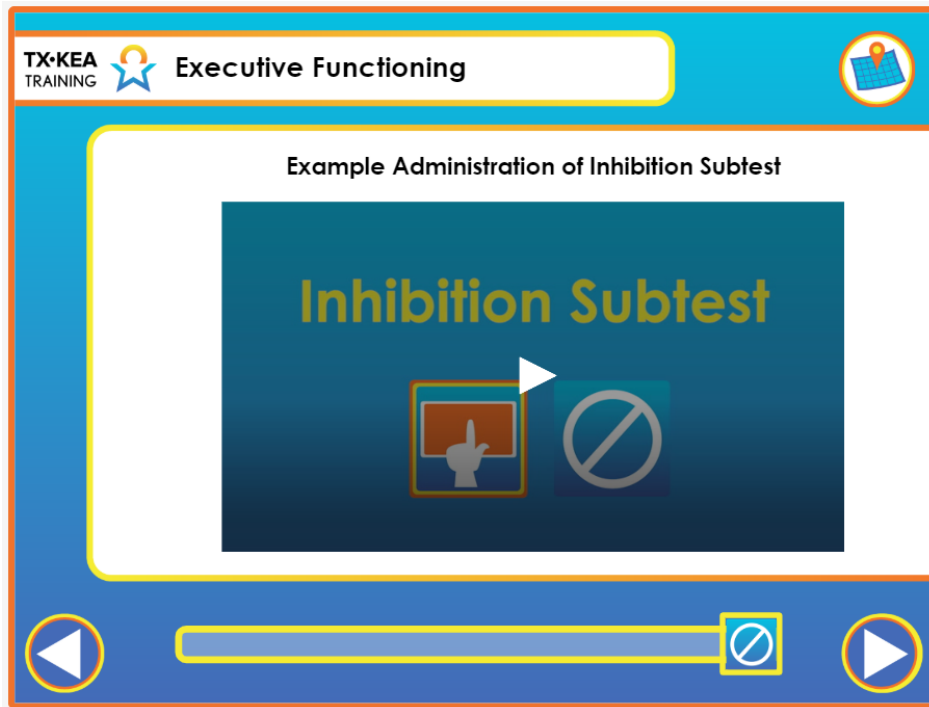 TX•KEA
TRAINING
Executive Functioning
Example Administration of Inhibition Subtest
Inhibition Subtest